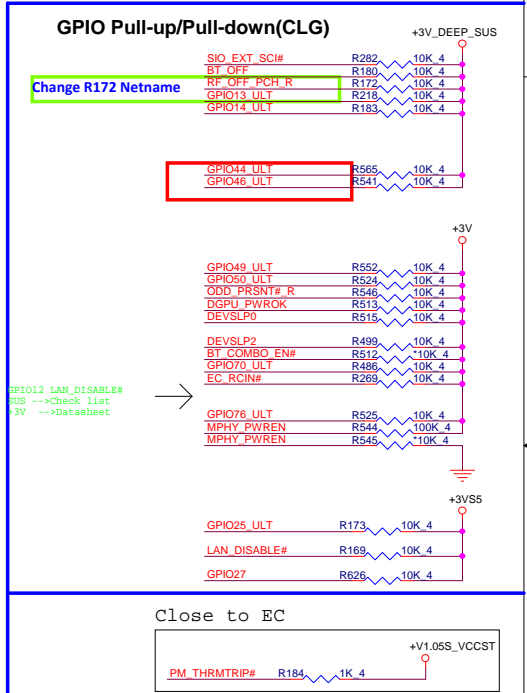 GPIO Pull-up/Pull-down(CLG)
+3V_DEEP_SUS
SIO_EXT_SCI# R282 10K_4
BT_OFF R180 10K_4
RF_OFF_PCH_R R172 10K_4
Change R172 Netname
GPIO13_ULT R218 10K_4
GPIO14_ULT R183 10K_4
GPIO44_ULT R565 10K_4
GPIO46_ULT R541 10K_4
+3V
GPIO49_ULT R552 10K_4
GPIO50_ULT R524 10K_4
ODD_PRSNT#_R R546 10K_4
DGPU_PWROK R513 10K_4
DEVSLP0 R515 10K_4
DEVSLP2 R499 10K_4
BT_COMBO_EN# R512 *10K_4
GPIO70_ULT R486 10K_4
EC_RCIN# R269 10K_4
GPIO12 LAN_DISABLE#
SUS -->Check list
+3V -->Datasheet
GPIO76_ULT R525 10K_4
MPHY_PWREN R544 100K_4
MPHY_PWREN R545 *10K_4
+3VS5
GPIO25_ULT R173 10K_4
LAN_DISABLE# R169 10K_4
GPIO27 R626 10K_4
Close to EC
+V1.05S_VCCST
PM_THRMTRIP# R184 1K_4